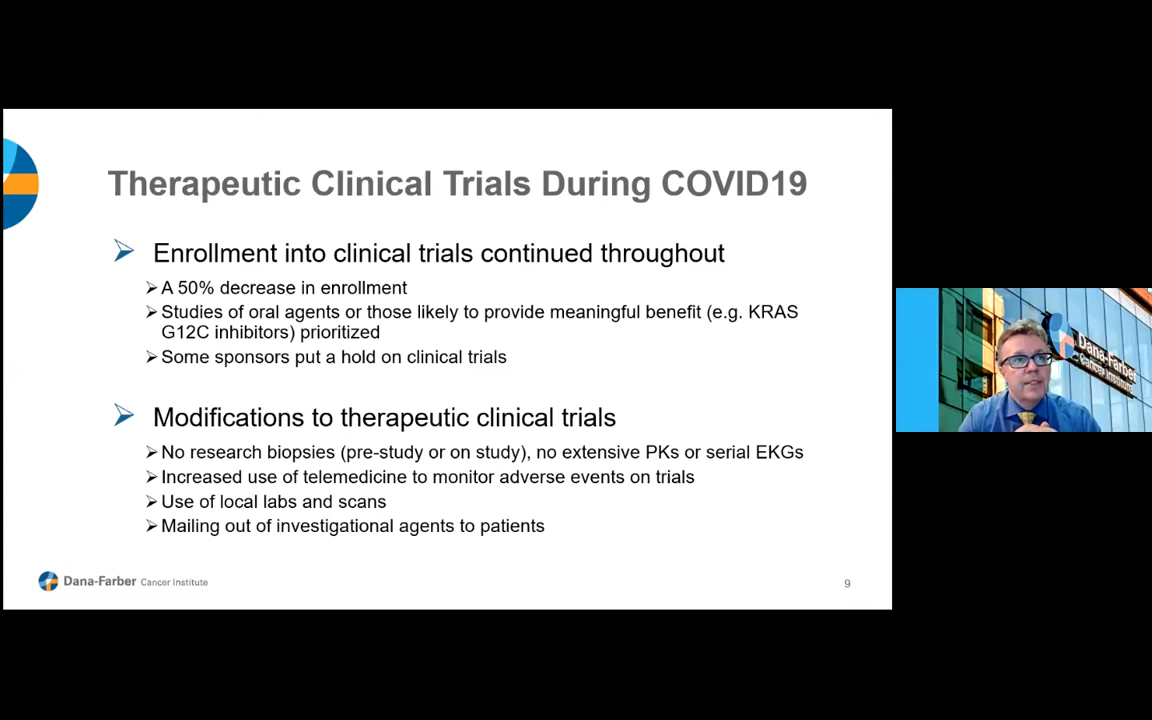 Therapeutic Clinical Trials During COVID19
➢ Enrollment into clinical trials continued throughout
➢ A 50% decrease in enrollment
➢ Studies of oral agents or those likely to provide meaningful benefit (e.g. KRAS
G12C inhibitors) prioritized
➢ Some sponsors put a hold on clinical trials
➢ Modifications to therapeutic clinical trials
➢ No research biopsies (pre-study or on study), no extensive PKs or serial EKGs
➢ Increased use of telemedicine to monitor adverse events on trials
➢ Use of local labs and scans
➢ Mailing out of investigational agents to patients
Dana-Farber Cancer Institute
9
Dana-Farber
Cancer Institute